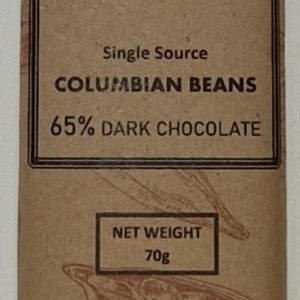 Single Source
COLUMBIAN BEANS
65% DARK CHOCOLATE
NET WEIGHT
70g